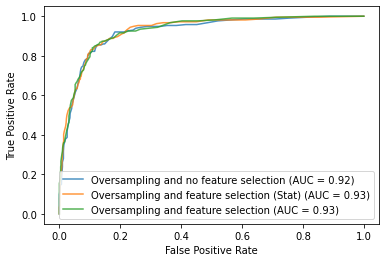 1.0
0.8
0.6
0.4
0.2
0.0
True Positive Rate
Oversampling and no feature selection (AUC = 0.92)
Oversampling and feature selection (Stat) (AUC = 0.93)
Oversampling and feature selection (AUC = 0.93)
0.0 0.2 0.4 0.6 0.8 1.0
False Positive Rate